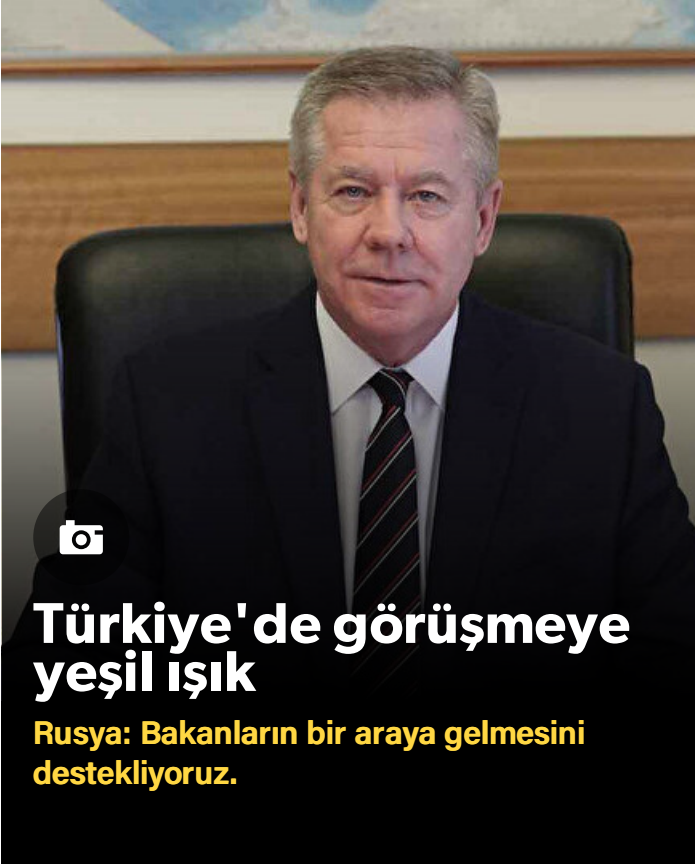 Türkiye'de görüşmeye
yeşil ışık
Rusya: Bakanların bir araya gelmesini
destekliyoruz.